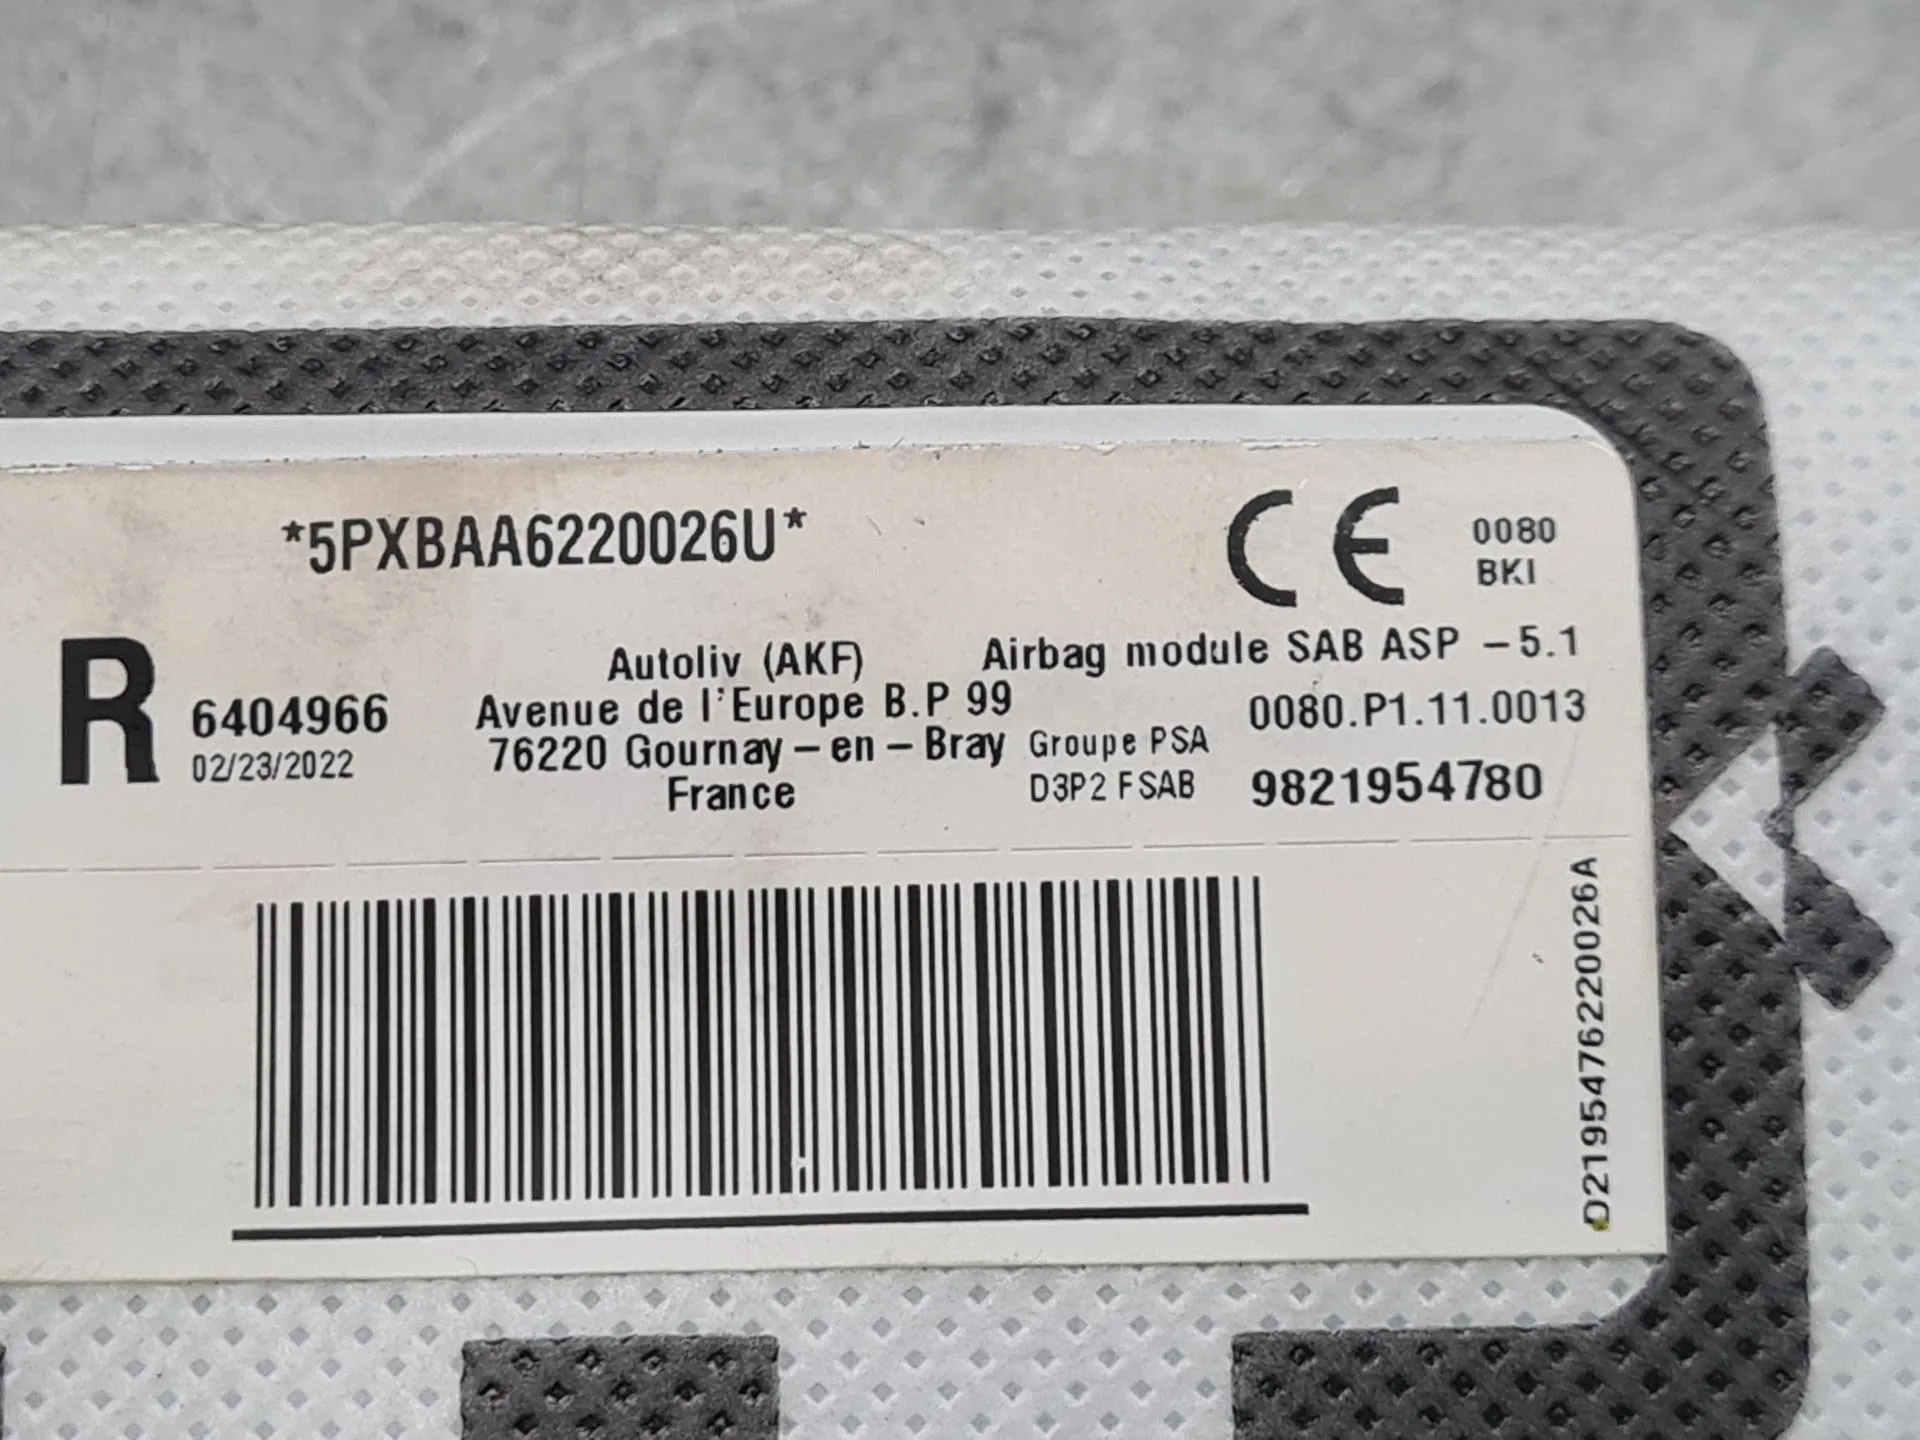 *5PXBAA6220026U*
CE 0080
BKI
R
6404966
02/23/2022
Autoliv (AKF)
Avenue de l'Europe B.P 99
76220 Gournay – en – Bray
France
Airbag module SAB ASP – 5.1
0080.P1.11.0013
Groupe PSA
D3P2 F SAB
9821954780
D2195476220026A